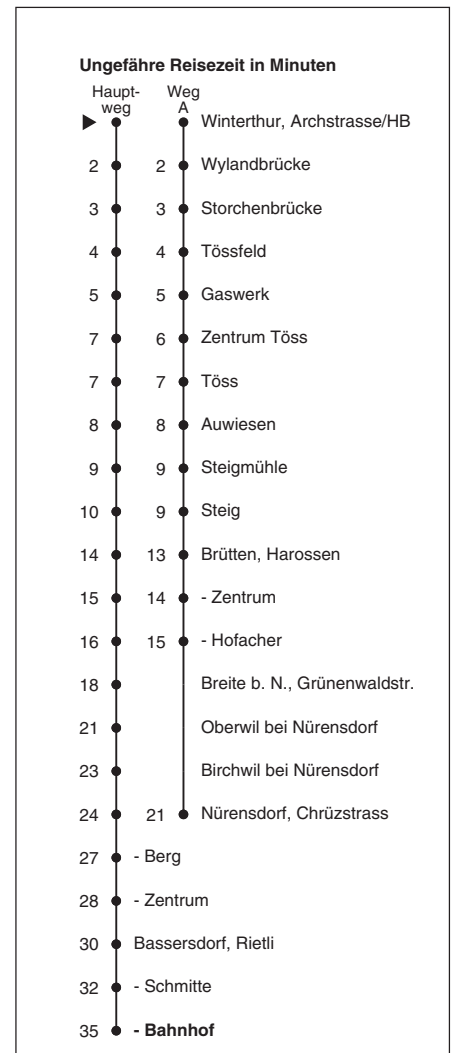 Ungefähre Reisezeit in Minuten
Haupt- Weg
weg A
Winterthur, Archstrasse/HB
2 2 Wylandbrücke
3 3 Storchenbrücke
4 4 Tössfeld
5 5 Gaswerk
7 6 Zentrum Töss
7 7 Töss
8 8 Auwiesen
9 9 Steigmühle
10 9 Steig
14 13 Brütten, Harossen
15 14 - Zentrum
16 15 - Hofacher
18 Breite b. N., Grünenwaldstr.
21 Oberwil bei Nürensdorf
23 Birchwil bei Nürensdorf
24 21 Nürensdorf, Chrüzstrass
27 - Berg
28 - Zentrum
30 Bassersdorf, Rietli
32 - Schmitte
35 - Bahnhof